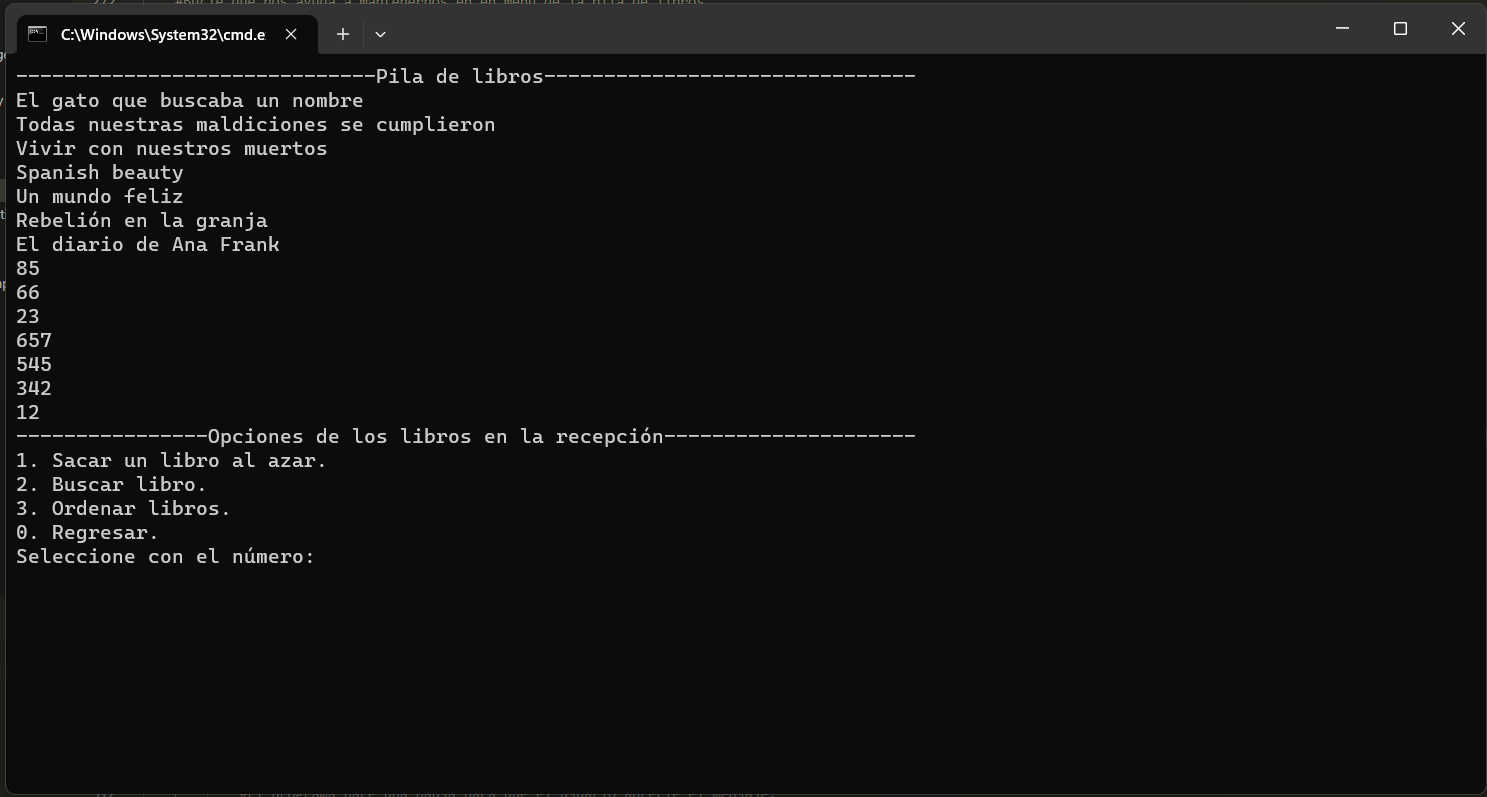 C:\Windows\System32\cmd.e
------------------------------Pila de libros-------------------------------
El gato que buscaba un nombre
Todas nuestras maldiciones se cumplieron
Vivir con nuestros muertos
Spanish beauty
Un mundo feliz
Rebelión en la granja
El diario de Ana Frank
85
66
23
657
545
342
12
----------------Opciones de los libros en la recepción---------------------
1. Sacar un libro al azar.
2. Buscar libro.
3. Ordenar libros.
0. Regresar.
Seleccione con el número: